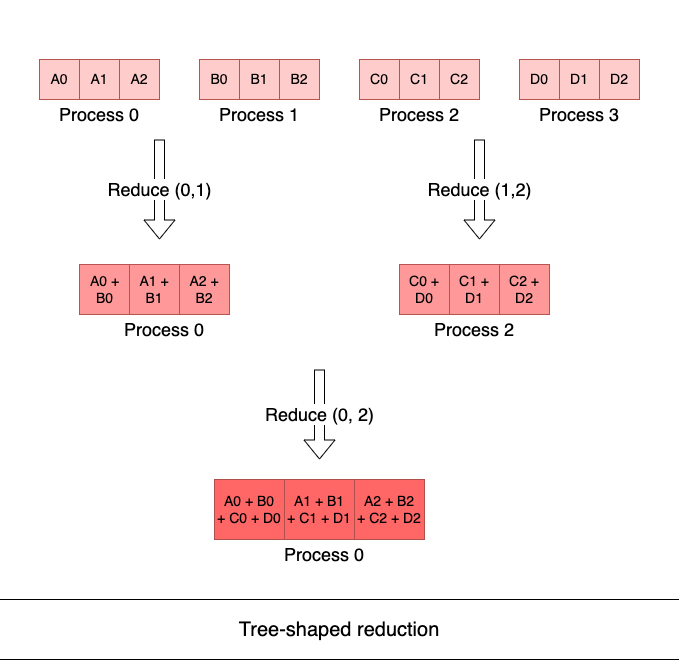 A0 A1 A2 B0 B1 B2 C0 C1 C2 D0 D1 D2
Process 0 Process 1 Process 2 Process 3
Reduce (0,1) Reduce (1,2)
A0 + A1 + A2 + C0 + C1 + C2 +
B0 B1 B2 D0 D1 D2
Process 0 Process 2
Reduce (0, 2)
A0 + B0 A1 + B1 A2 + B2
+ C0 + D0 + C1 + D1 + C2 + D2
Process 0
Tree-shaped reduction